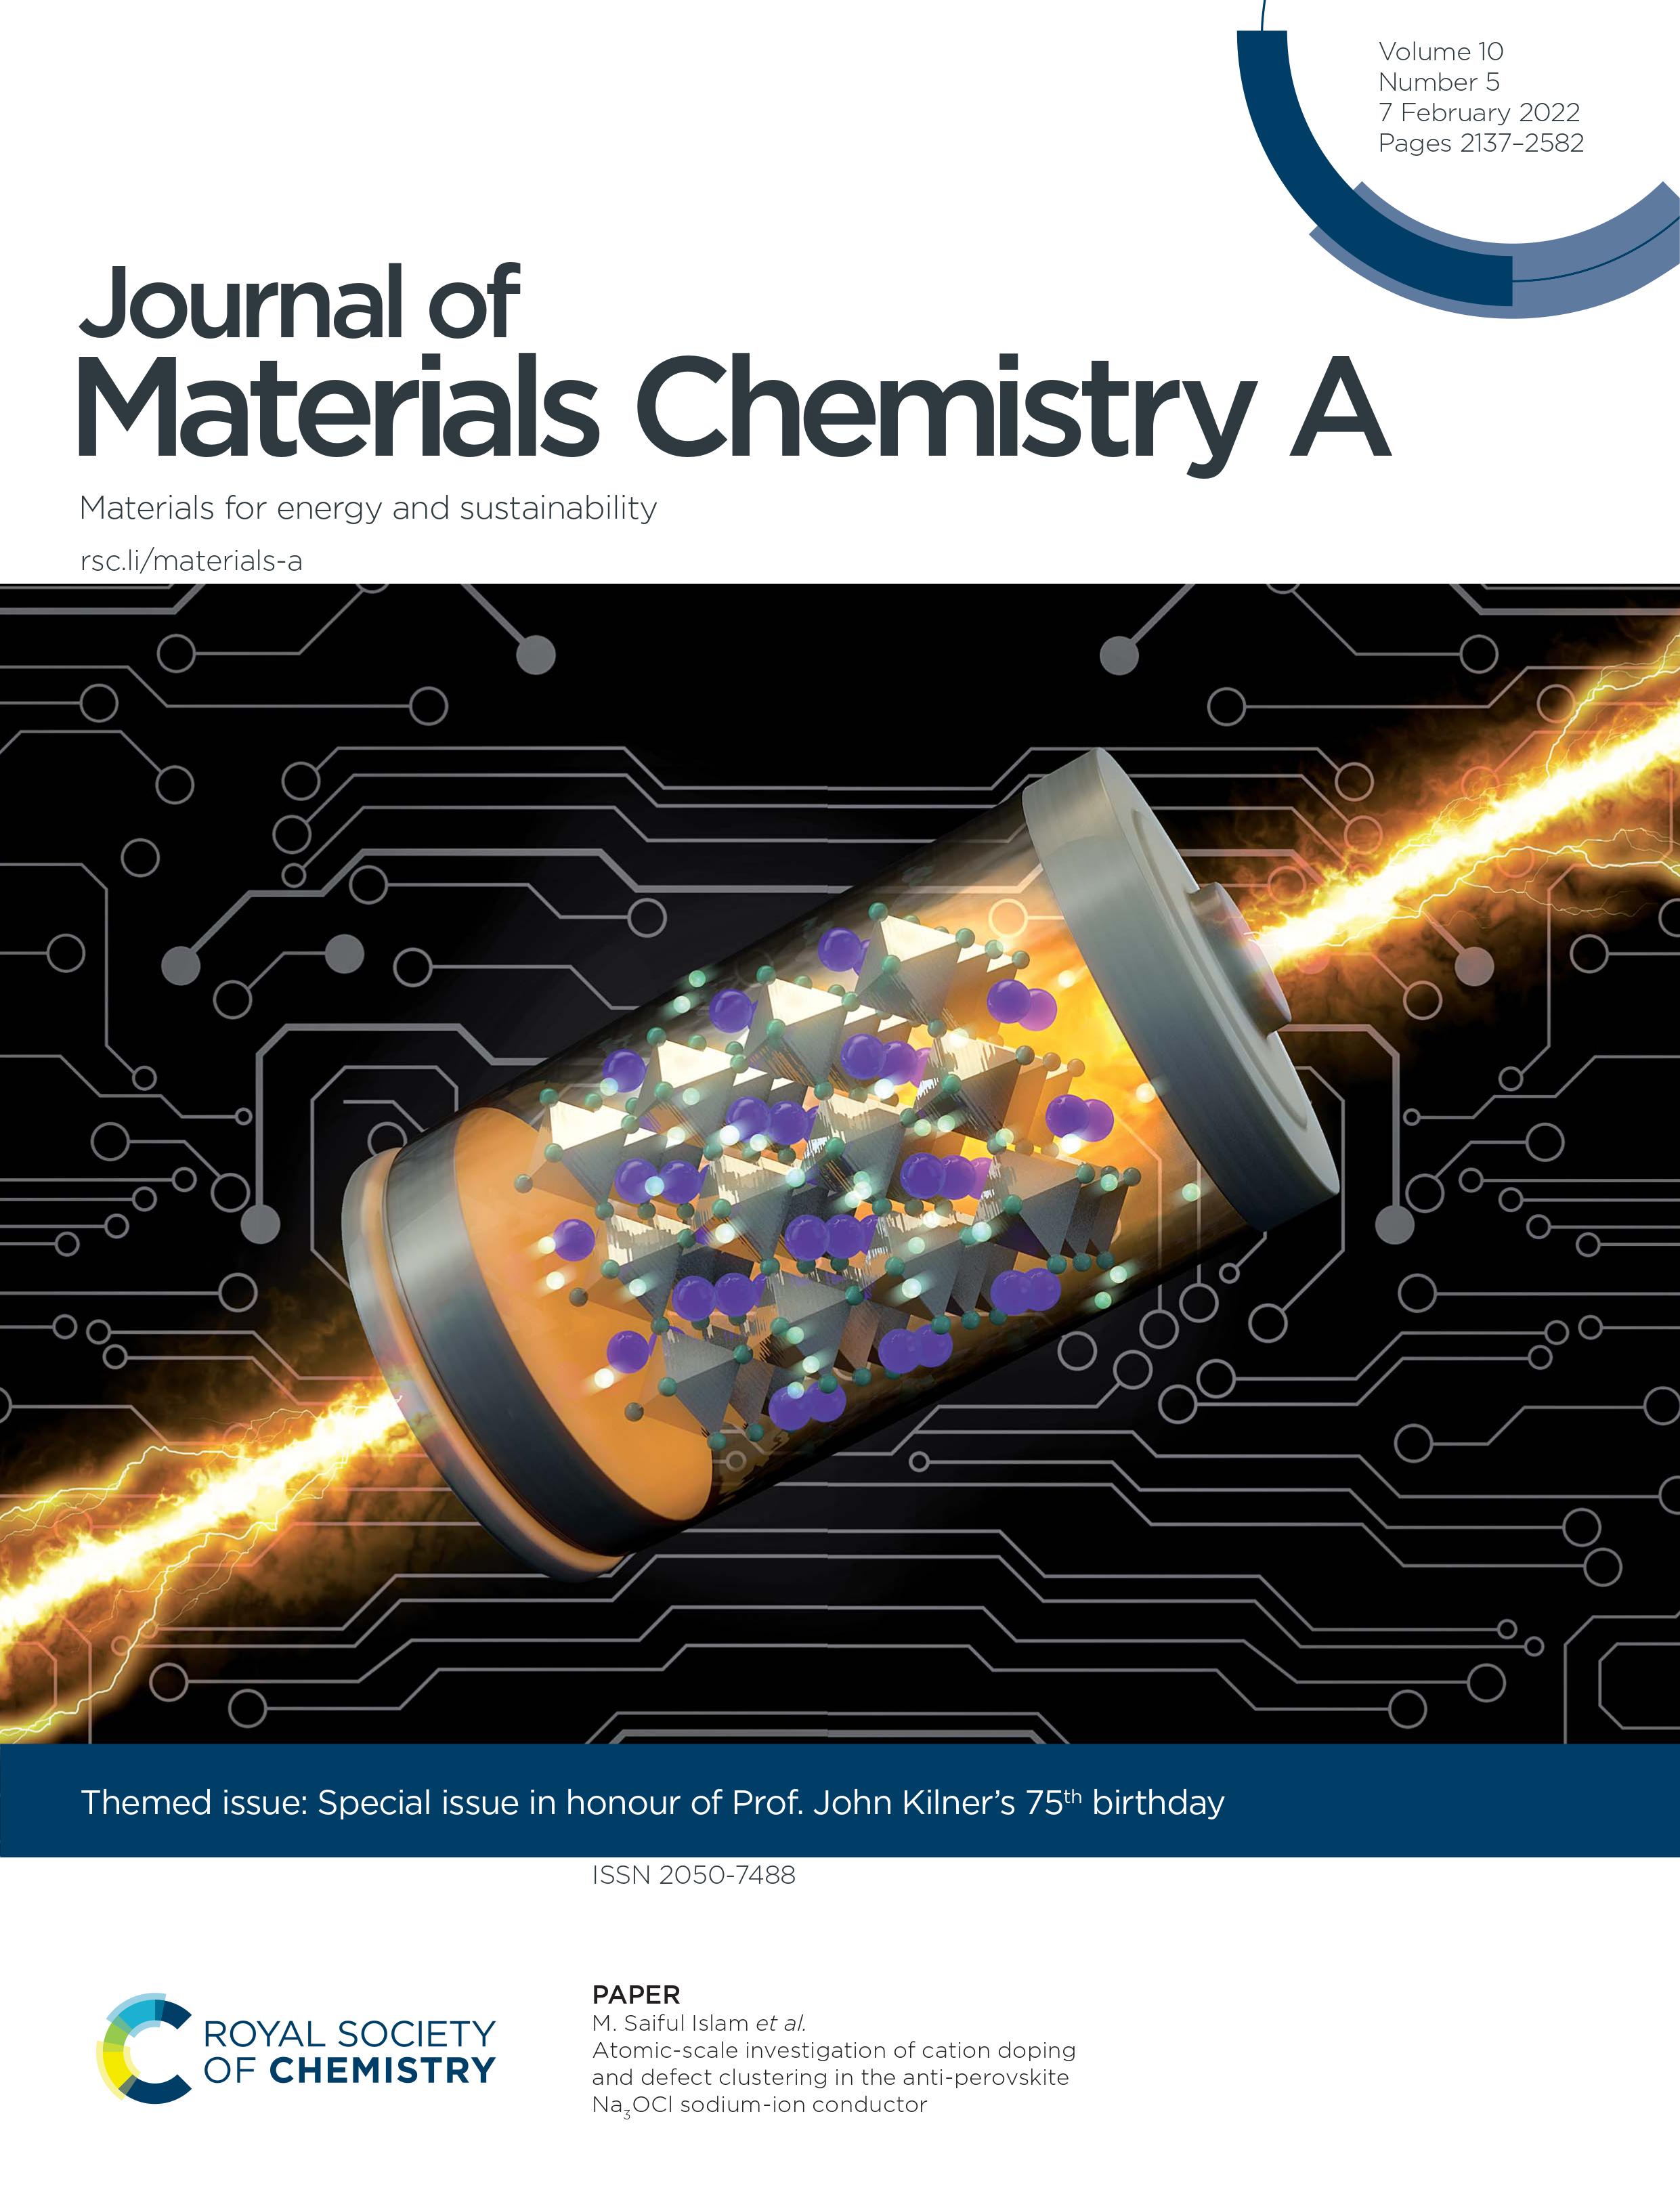 Volume 10
Number 5
7 February 2022
Pages 2137–2582
Journal of
Materials Chemistry A
Materials for energy and sustainability
rsc.li/materials-a
Themed issue: Special issue in honour of Prof. John Kilner’s 75th birthday
ISSN 2050-7488
ROYAL SOCIETY
OF CHEMISTRY
PAPER
M. Saiful Islam et al.
Atomic-scale investigation of cation doping
and defect clustering in the anti-perovskite
Na₃OCl sodium-ion conductor